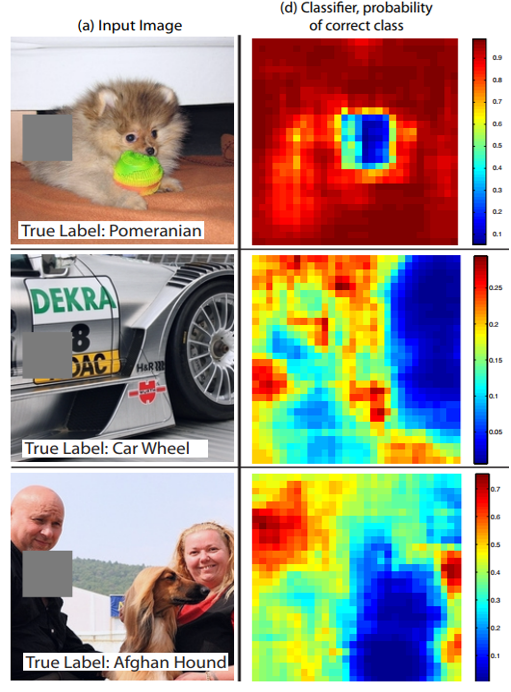 (a) Input Image
(d) Classifier, probability
of correct class
True Label: Pomeranian
0.9
0.8
0.7
0.6
0.5
0.4
0.3
0.2
0.1
DEKRA
8
DAC
H&R
W
WÜRTH
True Label: Car Wheel
0.25
0.2
0.15
0.1
0.05
True Label: Afghan Hound
0.7
0.6
0.5
0.4
0.3
0.2
0.1